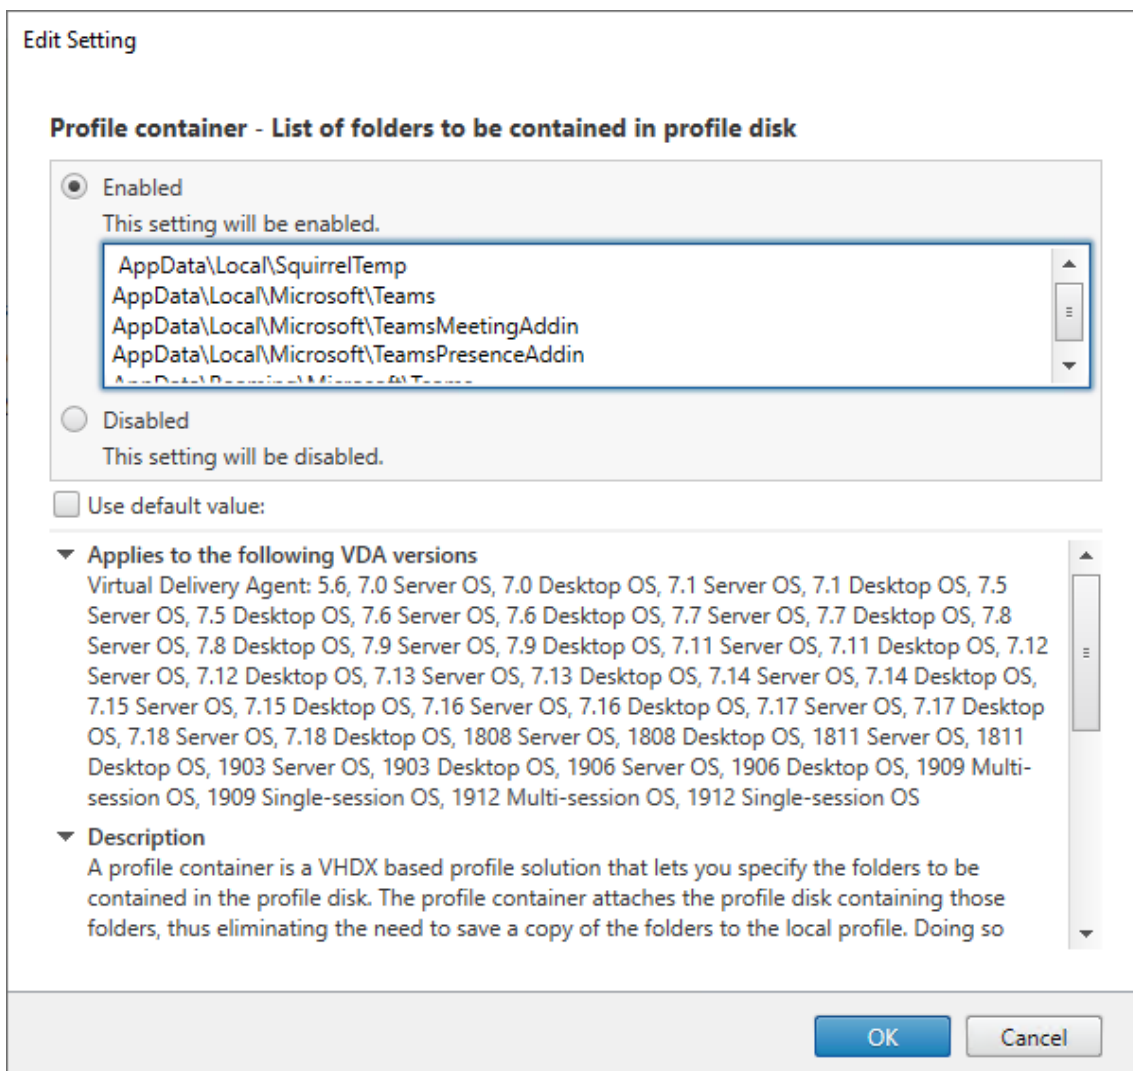 Edit Setting
Profile container - List of folders to be contained in profile disk
Enabled
This setting will be enabled.
AppData\Local\SquirrelTemp
AppData\Local\Microsoft\Teams
AppData\Local\Microsoft\TeamsMeetingAddin
AppData\Local\Microsoft\TeamsPresenceAddin
AppData\Roaming\Microsoft\Teams
Disabled
This setting will be disabled.
Use default value:
Applies to the following VDA versions
Virtual Delivery Agent: 5.6, 7.0 Server OS, 7.0 Desktop OS, 7.1 Server OS, 7.1 Desktop OS, 7.5
Server OS, 7.5 Desktop OS, 7.6 Server OS, 7.6 Desktop OS, 7.7 Server OS, 7.7 Desktop OS, 7.8
Server OS, 7.8 Desktop OS, 7.9 Server OS, 7.9 Desktop OS, 7.11 Server OS, 7.11 Desktop OS, 7.12
Server OS, 7.12 Desktop OS, 7.13 Server OS, 7.13 Desktop OS, 7.14 Server OS, 7.14 Desktop OS,
7.15 Server OS, 7.15 Desktop OS, 7.16 Server OS, 7.16 Desktop OS, 7.17 Server OS, 7.17 Desktop
OS, 7.18 Server OS, 7.18 Desktop OS, 1808 Server OS, 1808 Desktop OS, 1811 Server OS, 1811
Desktop OS, 1903 Server OS, 1903 Desktop OS, 1906 Server OS, 1906 Desktop OS, 1909 Multi-
session OS, 1909 Single-session OS, 1912 Multi-session OS, 1912 Single-session OS
Description
A profile container is a VHDX based profile solution that lets you specify the folders to be
contained in the profile disk. The profile container attaches the profile disk containing those
folders, thus eliminating the need to save a copy of the folders to the local profile. Doing so
OK
Cancel